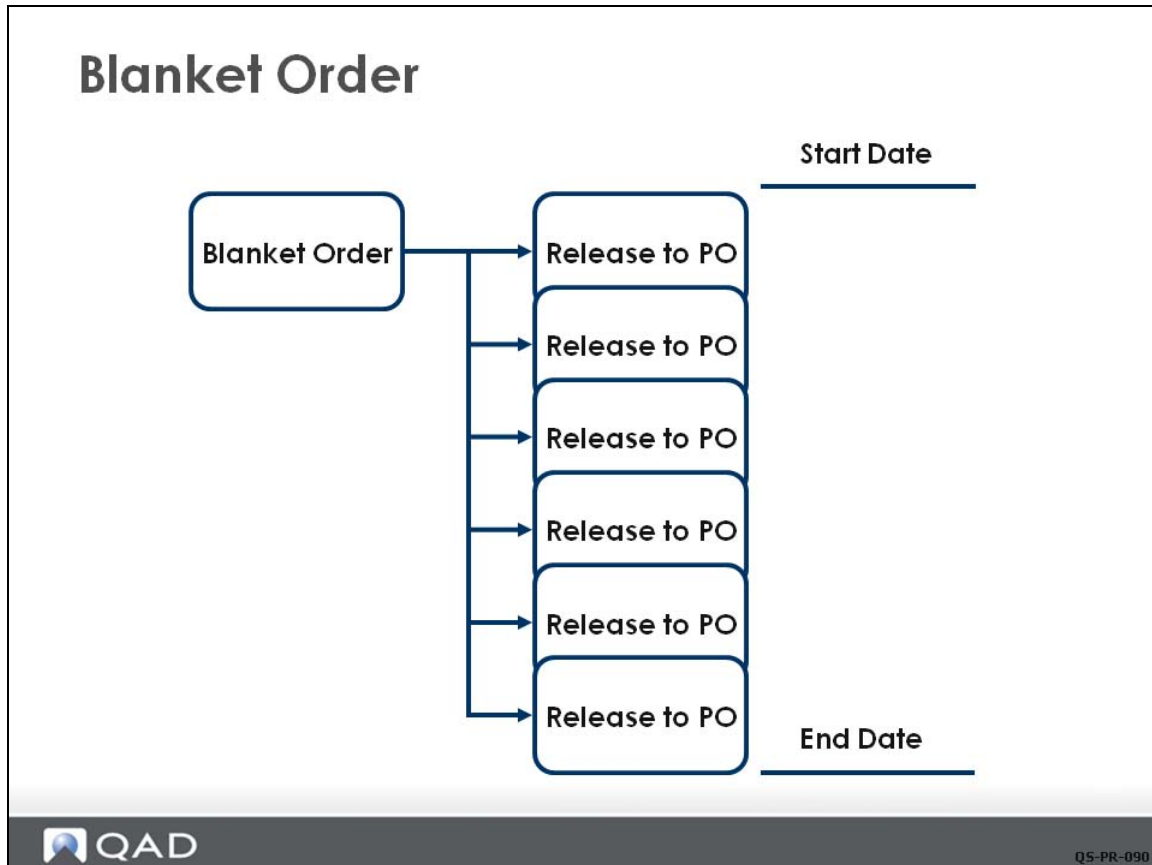 Blanket Order
Start Date
Blanket Order
Release to PO
Release to PO
Release to PO
Release to PO
Release to PO
Release to PO
End Date
QAD
QS-PR-090